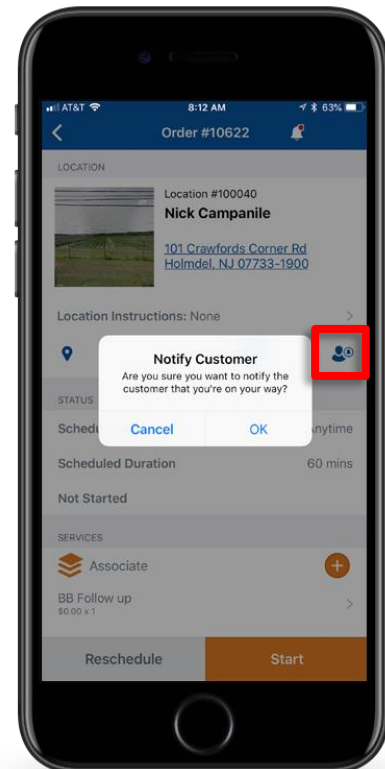 AT&T 8:12 AM 63%
Order #10622
LOCATION
Location #100040
Nick Campanile
101 Crawfords Corner Rd
Holmdel, NJ 07733-1900
Location Instructions: None
Notify Customer
Are you sure you want to notify the
customer that you're on your way?
Cancel OK
STATUS
Schedu nytime
Scheduled Duration 60 mins
Not Started
SERVICES
Associate
BB Follow up
$0.00 x 1
Reschedule Start